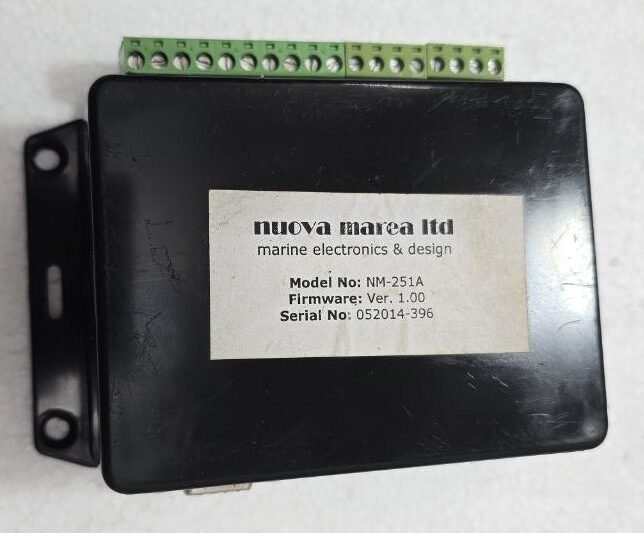 nuova marea ltd
marine electronics & design
Model No: NM-251A
Firmware: Ver. 1.00
Serial No: 052014-396